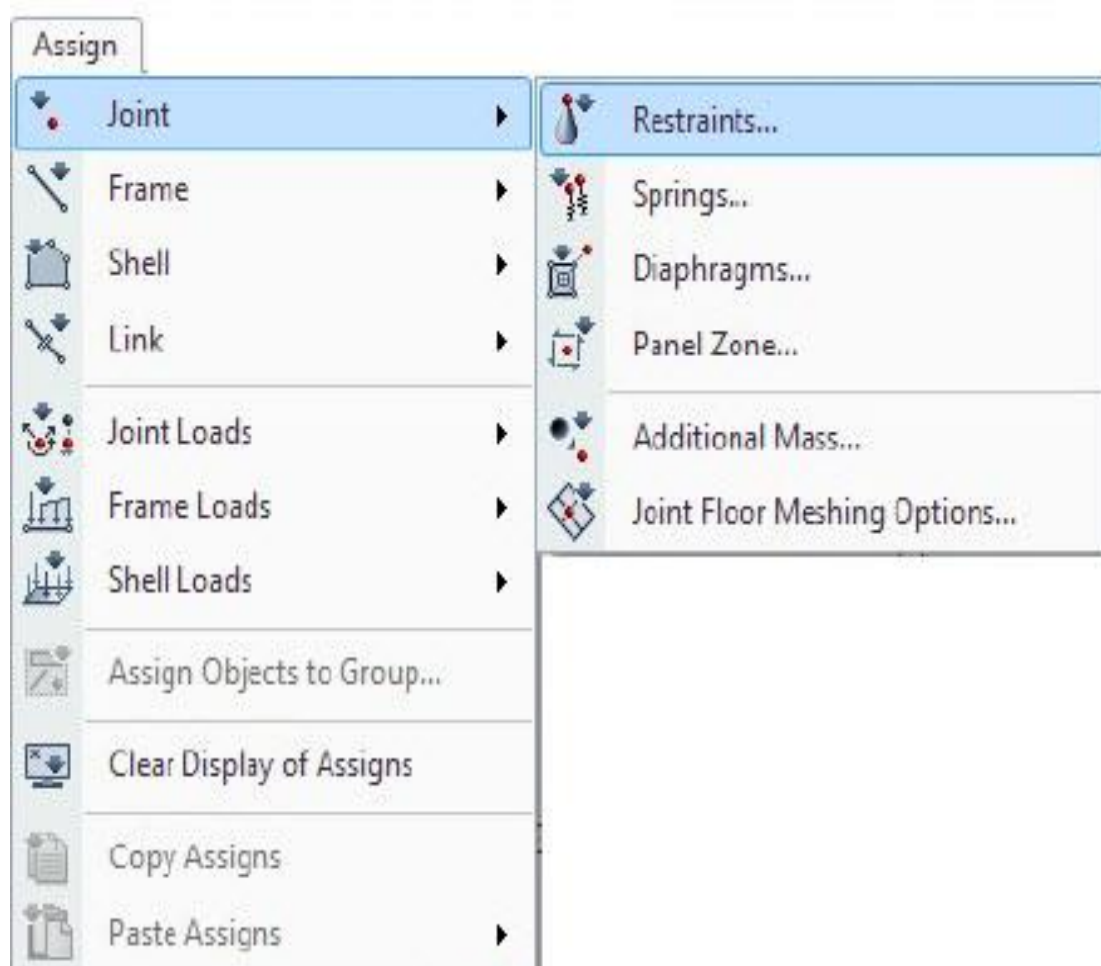 Assign
Joint
Frame
Shell
Link
Joint Loads
Frame Loads
Shell Loads
Assign Objects to Group...
Clear Display of Assigns
Copy Assigns
Paste Assigns
Restraints...
Springs...
Diaphragms...
Panel Zone...
Additional Mass...
Joint Floor Meshing Options...